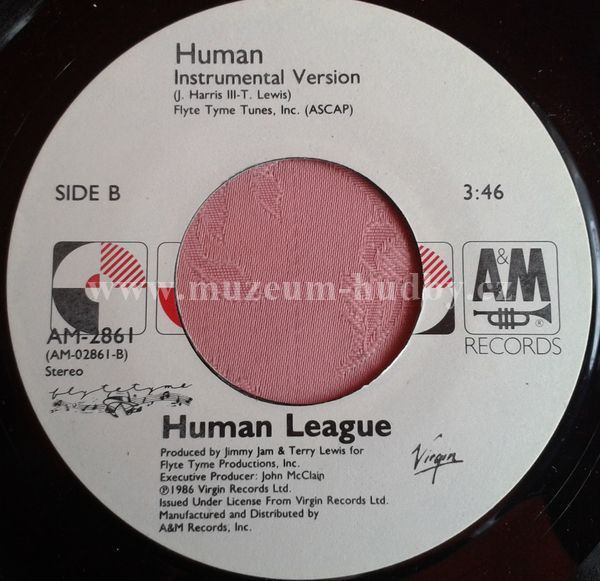 Human
Instrumental Version
(J. Harris III-T. Lewis)
Flyte Tyme Tunes, Inc. (ASCAP)
SIDE B
3:46
A&M
®
RECORDS
www.muzeum-hudby.cz
AM-2861
(AM-02861-B)
Stereo
flyte tyme
Human League
Produced by Jimmy Jam & Terry Lewis for
Flyte Tyme Productions, Inc.
Executive Producer: John McClain
℗1986 Virgin Records Ltd.
Issued Under License From Virgin Records Ltd.
Manufactured and Distributed by
A&M Records, Inc.
Virgin